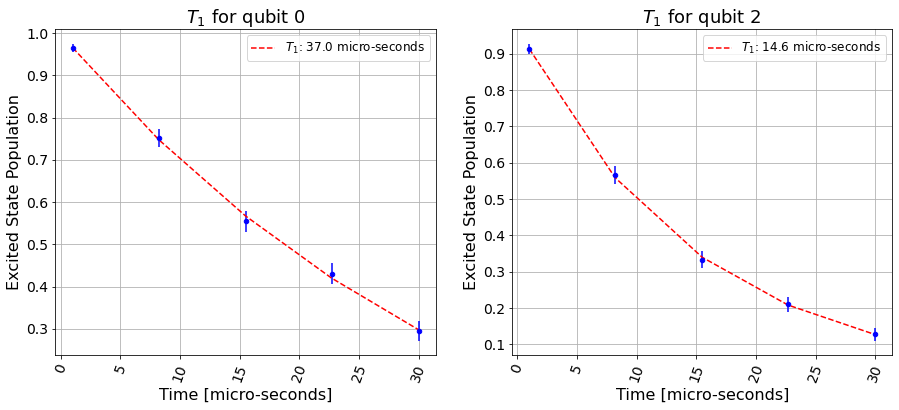 T₁ for qubit 0
T₁: 37.0 micro-seconds
Excited State Population
1.0
0.9
0.8
0.7
0.6
0.5
0.4
0.3
0 5 10 15 20 25 30
Time [micro-seconds]
T₁ for qubit 2
T₁: 14.6 micro-seconds
Excited State Population
0.9
0.8
0.7
0.6
0.5
0.4
0.3
0.2
0.1
0 5 10 15 20 25 30
Time [micro-seconds]